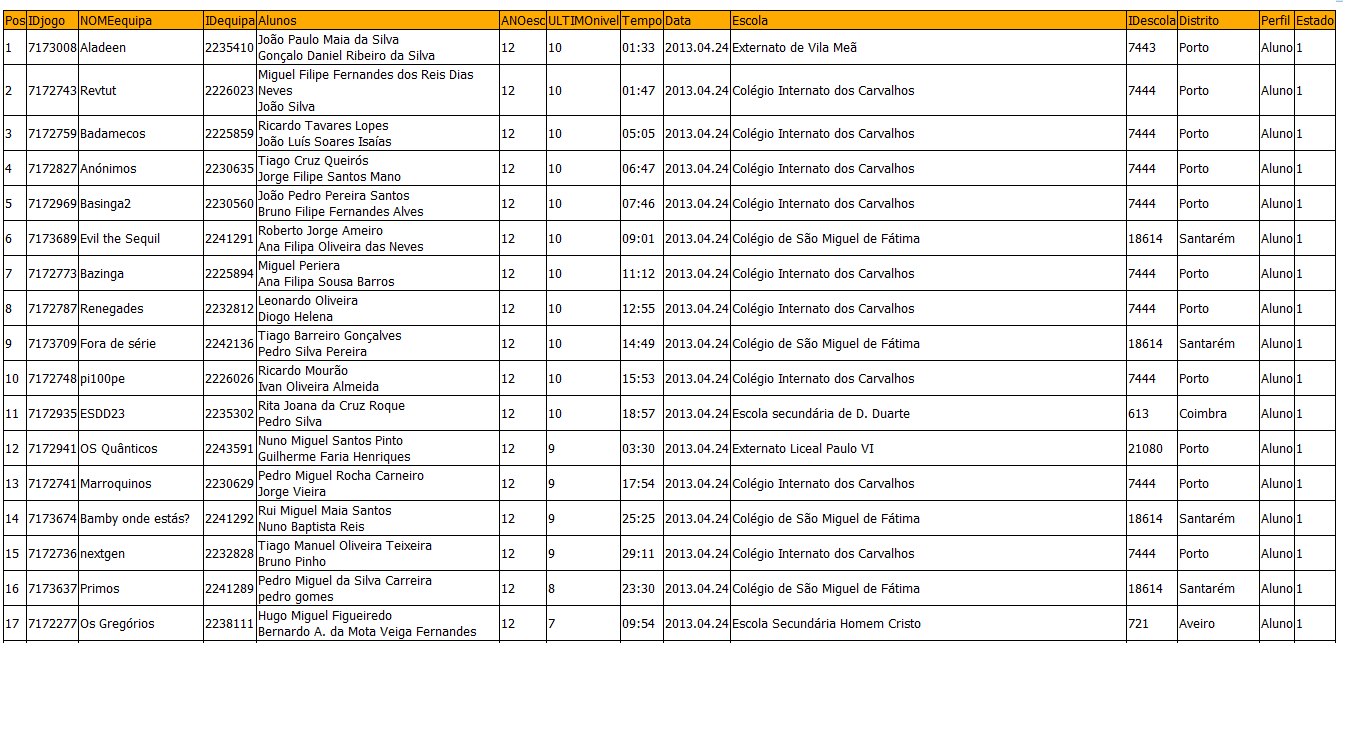 Pos IDjogo NOMEequipa IDequipa Alunos ANOesc ULTIMOnivel Tempo Data Escola IDescola Distrito Perfil Estado
João Paulo Maia da Silva
1 7173008 Aladeen 2235410 12 10 01:33 2013.04.24 Externato de Vila Meã 7443 Porto Aluno 1
Gonçalo Daniel Ribeiro da Silva
Miguel Filipe Fernandes dos Reis Dias
2 7172743 Revtut 2226023 Neves 12 10 01:47 2013.04.24 Colégio Internato dos Carvalhos 7444 Porto Aluno 1
João Silva
Ricardo Tavares Lopes
3 7172759 Badamecos 2225859 12 10 05:05 2013.04.24 Colégio Internato dos Carvalhos 7444 Porto Aluno 1
João Luís Soares Isaías
Tiago Cruz Queirós
4 7172827 Anónimos 2230635 12 10 06:47 2013.04.24 Colégio Internato dos Carvalhos 7444 Porto Aluno 1
Jorge Filipe Santos Mano
João Pedro Pereira Santos
5 7172969 Basinga2 2230560 12 10 07:46 2013.04.24 Colégio Internato dos Carvalhos 7444 Porto Aluno 1
Bruno Filipe Fernandes Alves
Roberto Jorge Ameiro
6 7173689 Evil the Sequil 2241291 12 10 09:01 2013.04.24 Colégio de São Miguel de Fátima 18614 Santarém Aluno 1
Ana Filipa Oliveira das Neves
Miguel Periera
7 7172773 Bazinga 2225894 12 10 11:12 2013.04.24 Colégio Internato dos Carvalhos 7444 Porto Aluno 1
Ana Filipa Sousa Barros
Leonardo Oliveira
8 7172787 Renegades 2232812 12 10 12:55 2013.04.24 Colégio Internato dos Carvalhos 7444 Porto Aluno 1
Diogo Helena
Tiago Barreiro Gonçalves
9 7173709 Fora de série 2242136 12 10 14:49 2013.04.24 Colégio de São Miguel de Fátima 18614 Santarém Aluno 1
Pedro Silva Pereira
Ricardo Mourão
10 7172748 pi100pe 2226026 12 10 15:53 2013.04.24 Colégio Internato dos Carvalhos 7444 Porto Aluno 1
Ivan Oliveira Almeida
Rita Joana da Cruz Roque
11 7172935 ESDD23 2235302 12 10 18:57 2013.04.24 Escola secundária de D. Duarte 613 Coimbra Aluno 1
Pedro Silva
Nuno Miguel Santos Pinto
12 7172941 OS Quânticos 2243591 12 9 03:30 2013.04.24 Externato Liceal Paulo VI 21080 Porto Aluno 1
Guilherme Faria Henriques
Pedro Miguel Rocha Carneiro
13 7172741 Marroquinos 2230629 12 9 17:54 2013.04.24 Colégio Internato dos Carvalhos 7444 Porto Aluno 1
Jorge Vieira
Rui Miguel Maia Santos
14 7173674 Bamby onde estás? 2241292 12 9 25:25 2013.04.24 Colégio de São Miguel de Fátima 18614 Santarém Aluno 1
Nuno Baptista Reis
Tiago Manuel Oliveira Teixeira
15 7172736 nextgen 2232828 12 9 29:11 2013.04.24 Colégio Internato dos Carvalhos 7444 Porto Aluno 1
Bruno Pinho
Pedro Miguel da Silva Carreira
16 7173637 Primos 2241289 12 8 23:30 2013.04.24 Colégio de São Miguel de Fátima 18614 Santarém Aluno 1
pedro gomes
Hugo Miguel Figueiredo
17 7172277 Os Gregórios 2238111 12 7 09:54 2013.04.24 Escola Secundária Homem Cristo 721 Aveiro Aluno 1
Bernardo A. da Mota Veiga Fernandes